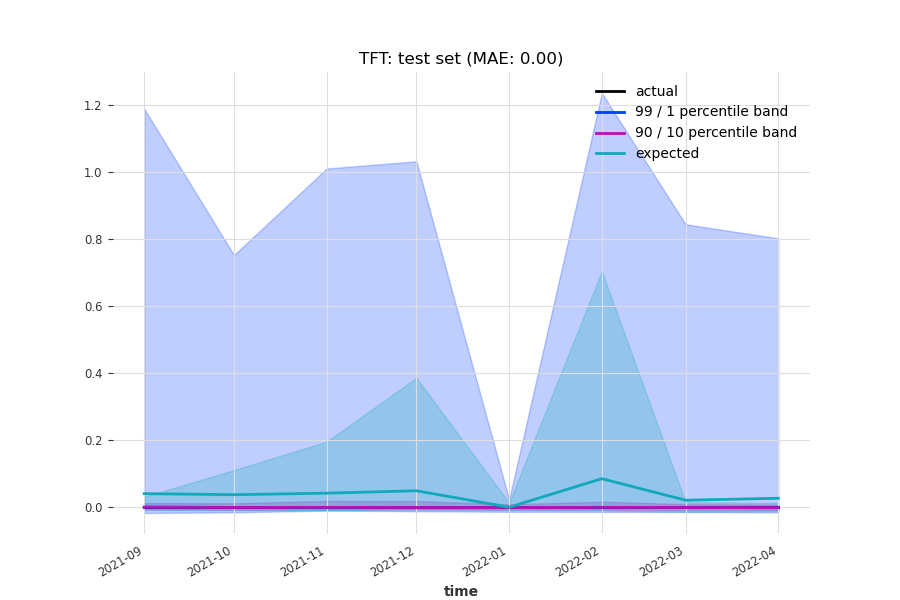 TFT: test set (MAE: 0.00)
actual
99 / 1 percentile band
90 / 10 percentile band
expected
1.2
1.0
0.8
0.6
0.4
0.2
0.0
2021-09
2021-10
2021-11
2021-12
2022-01
2022-02
2022-03
2022-04
time